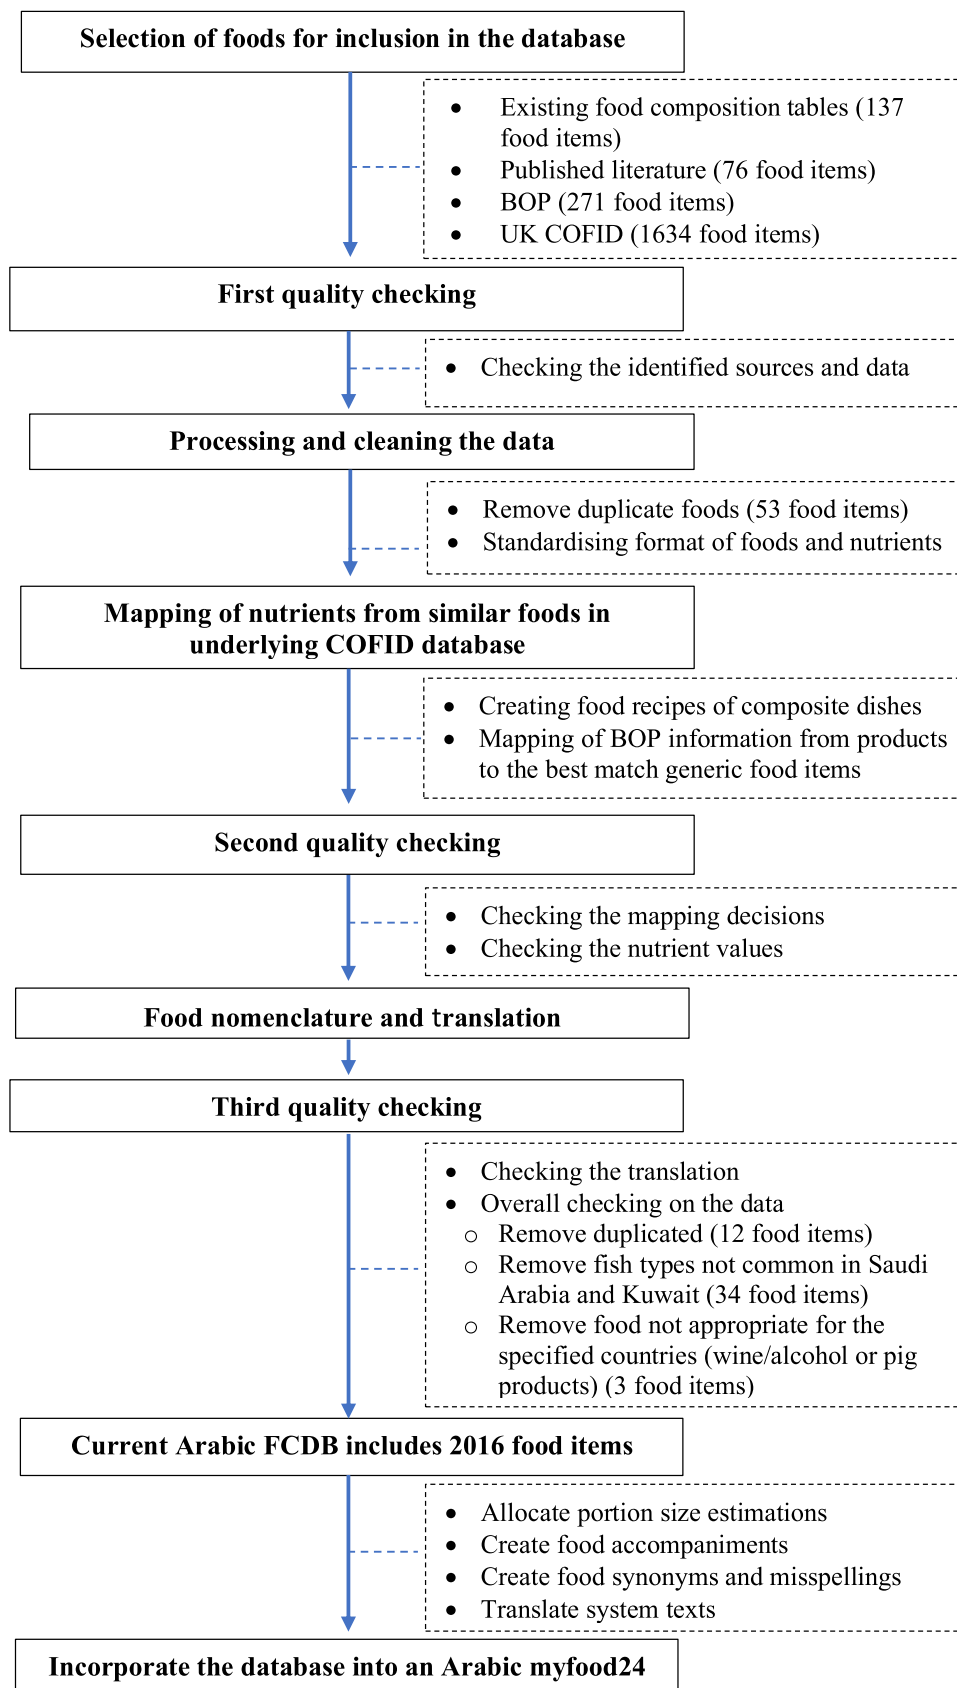 Selection of foods for inclusion in the database
• Existing food composition tables (137
food items)
• Published literature (76 food items)
• BOP (271 food items)
• UK COFID (1634 food items)
First quality checking
• Checking the identified sources and data
Processing and cleaning the data
• Remove duplicate foods (53 food items)
• Standardising format of foods and nutrients
Mapping of nutrients from similar foods in
underlying COFID database
• Creating food recipes of composite dishes
• Mapping of BOP information from products
to the best match generic food items
Second quality checking
• Checking the mapping decisions
• Checking the nutrient values
Food nomenclature and translation
Third quality checking
• Checking the translation
• Overall checking on the data
o Remove duplicated (12 food items)
o Remove fish types not common in Saudi
Arabia and Kuwait (34 food items)
o Remove food not appropriate for the
specified countries (wine/alcohol or pig
products) (3 food items)
Current Arabic FCDB includes 2016 food items
• Allocate portion size estimations
• Create food accompaniments
• Create food synonyms and misspellings
• Translate system texts
Incorporate the database into an Arabic myfood24